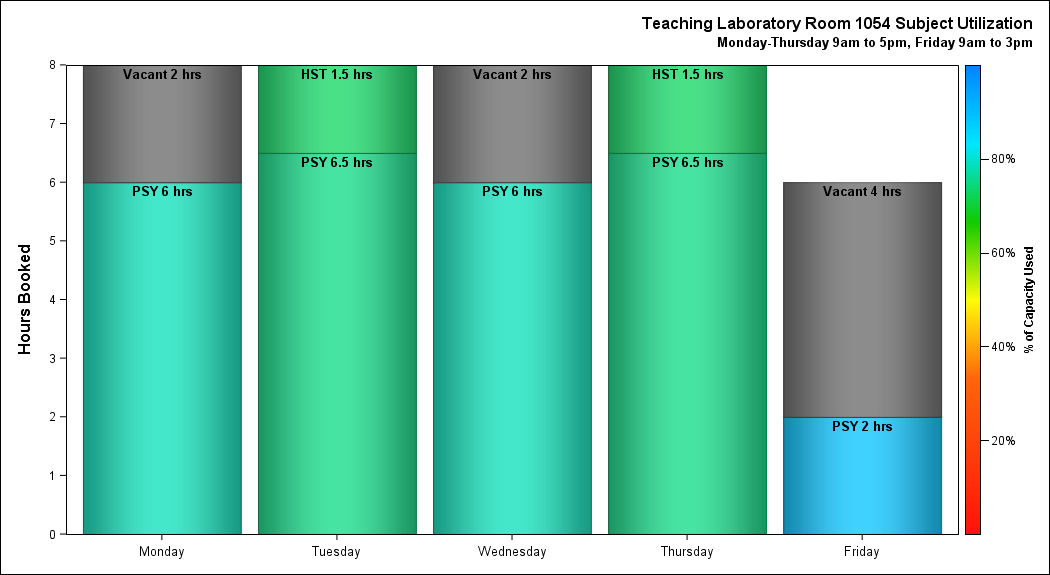 Teaching Laboratory Room 1054 Subject Utilization
Monday-Thursday 9am to 5pm, Friday 9am to 3pm
Hours Booked
8
7
6
5
4
3
2
1
0
Vacant 2 hrs
PSY 6 hrs
HST 1.5 hrs
PSY 6.5 hrs
Vacant 2 hrs
PSY 6 hrs
HST 1.5 hrs
PSY 6.5 hrs
Vacant 4 hrs
PSY 2 hrs
Monday
Tuesday
Wednesday
Thursday
Friday
80%
60%
40%
20%
% of Capacity Used